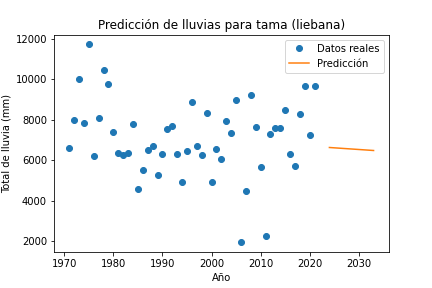 Predicción de lluvias para tama (liebana)
12000
10000
8000
6000
4000
2000
Total de lluvia (mm)
Datos reales
Predicción
1970 1980 1990 2000 2010 2020 2030
Año